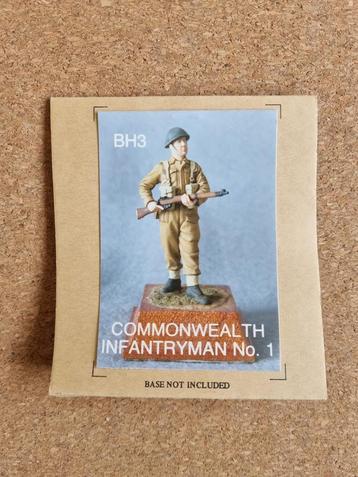 BH3
COMMONWEALTH
INFANTRYMAN No. 1
BASE NOT INCLUDED